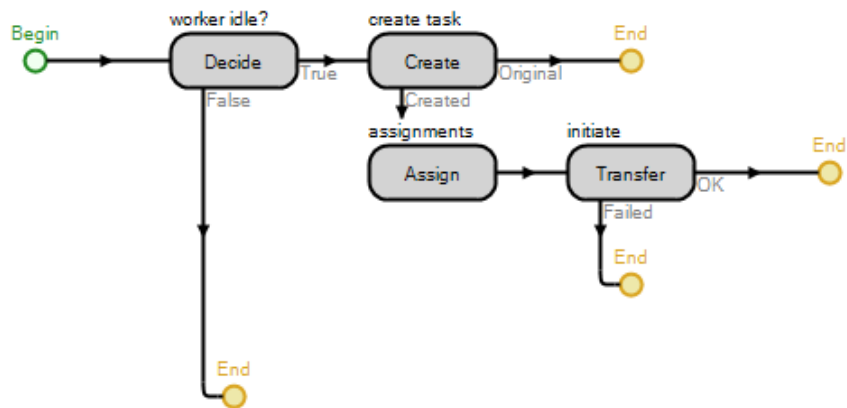 worker idle?
create task
Begin
End
Decide
Create
True
Original
False
Created
assignments
initiate
End
Assign
Transfer
OK
Failed
End
End